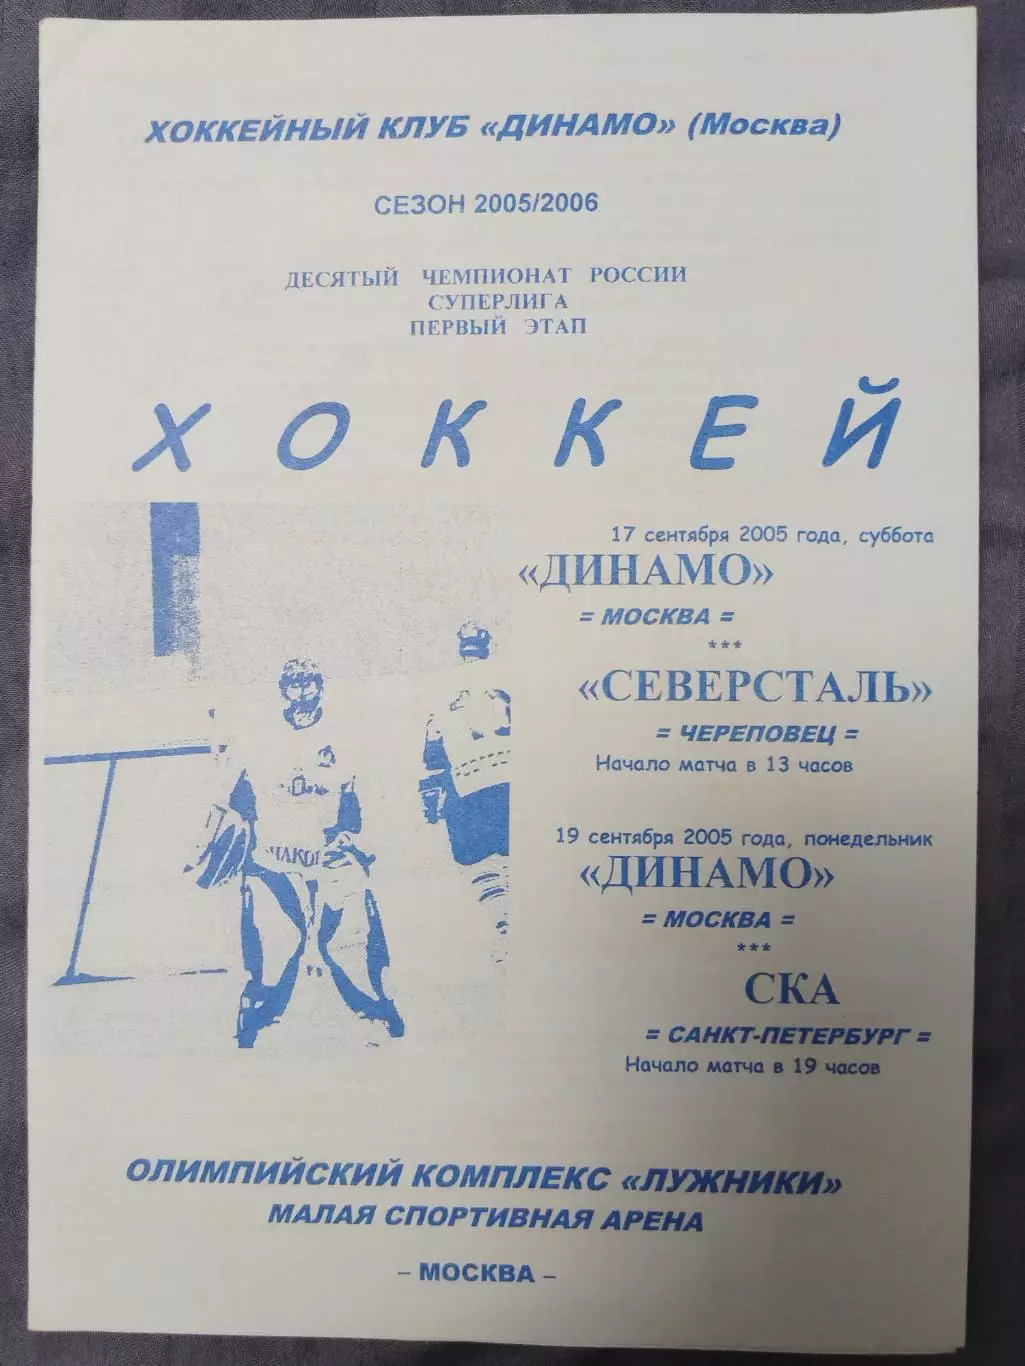 ХОККЕЙНЫЙ КЛУБ «ДИНАМО» (Москва)
СЕЗОН 2005/2006
ДЕСЯТЫЙ ЧЕМПИОНАТ РОССИИ
СУПЕРЛИГА
ПЕРВЫЙ ЭТАП
ХОККЕЙ
17 сентября 2005 года, суббота
«ДИНАМО»
= МОСКВА =
***
«СЕВЕРСТАЛЬ»
= ЧЕРЕПОВЕЦ =
Начало матча в 13 часов
19 сентября 2005 года, понедельник
«ДИНАМО»
= МОСКВА =
***
СКА
= САНКТ-ПЕТЕРБУРГ =
Начало матча в 19 часов
ОЛИМПИЙСКИЙ КОМПЛЕКС «ЛУЖНИКИ»
МАЛАЯ СПОРТИВНАЯ АРЕНА
– МОСКВА –